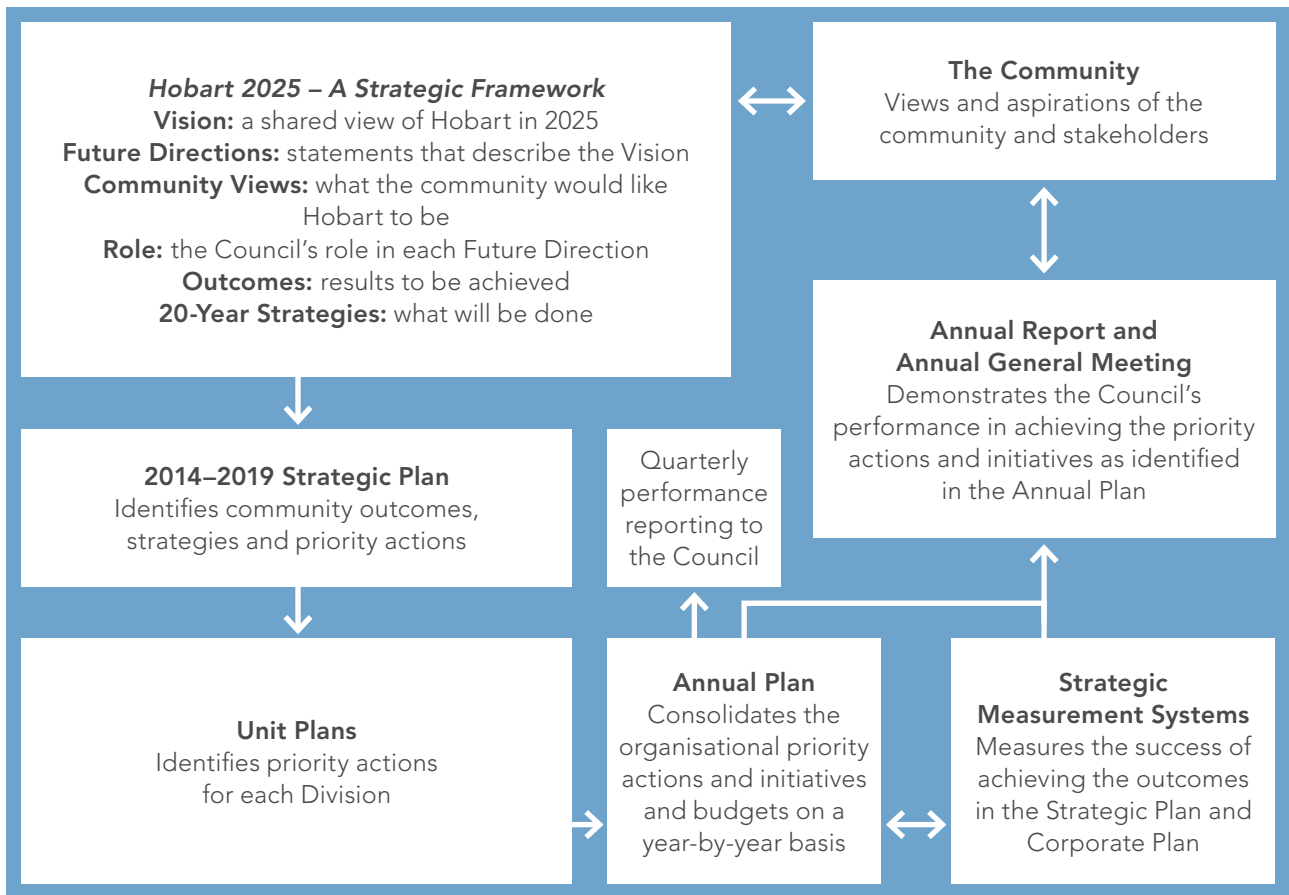 Hobart 2025 – A Strategic Framework
Vision: a shared view of Hobart in 2025
Future Directions: statements that describe the Vision
Community Views: what the community would like
Hobart to be
Role: the Council’s role in each Future Direction
Outcomes: results to be achieved
20-Year Strategies: what will be done
The Community
Views and aspirations of the
community and stakeholders
Annual Report and
Annual General Meeting
Demonstrates the Council’s
performance in achieving the priority
actions and initiatives as identified
in the Annual Plan
2014–2019 Strategic Plan
Identifies community outcomes,
strategies and priority actions
Quarterly
performance
reporting to
the Council
Unit Plans
Identifies priority actions
for each Division
Annual Plan
Consolidates the
organisational priority
actions and initiatives
and budgets on a
year-by-year basis
Strategic
Measurement Systems
Measures the success of
achieving the outcomes
in the Strategic Plan and
Corporate Plan